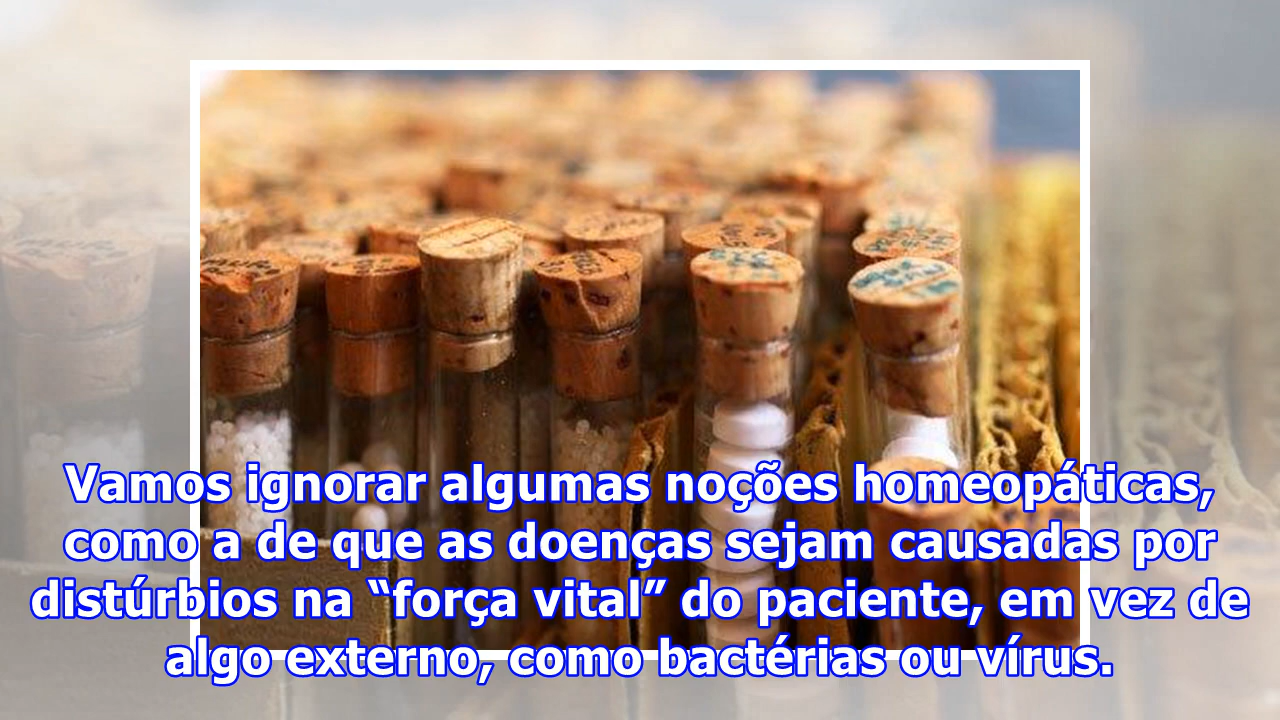 Vamos ignorar algumas noções homeopáticas,
como a de que as doenças sejam causadas por
distúrbios na “força vital” do paciente, em vez de
algo externo, como bactérias ou vírus.